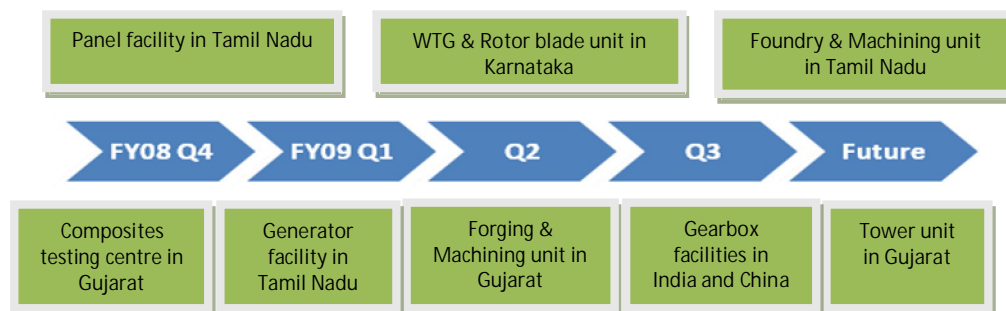 Panel facility in Tamil Nadu
WTG & Rotor blade unit in
Karnataka
Foundry & Machining unit
in Tamil Nadu
FY08 Q4
FY09 Q1
Q2
Q3
Future
Composites
testing centre in
Gujarat
Generator
facility in
Tamil Nadu
Forging &
Machining unit in
Gujarat
Gearbox
facilities in
India and China
Tower unit
in Gujarat